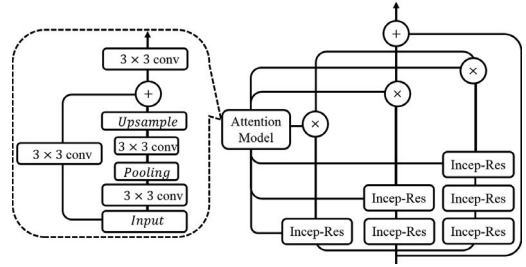 3 × 3 conv
+
Upsample
3 × 3 conv
3 × 3 conv
Pooling
3 × 3 conv
Input
Attention
Model
+
×
×
×
Incep-Res
Incep-Res
Incep-Res
Incep-Res
Incep-Res
Incep-Res